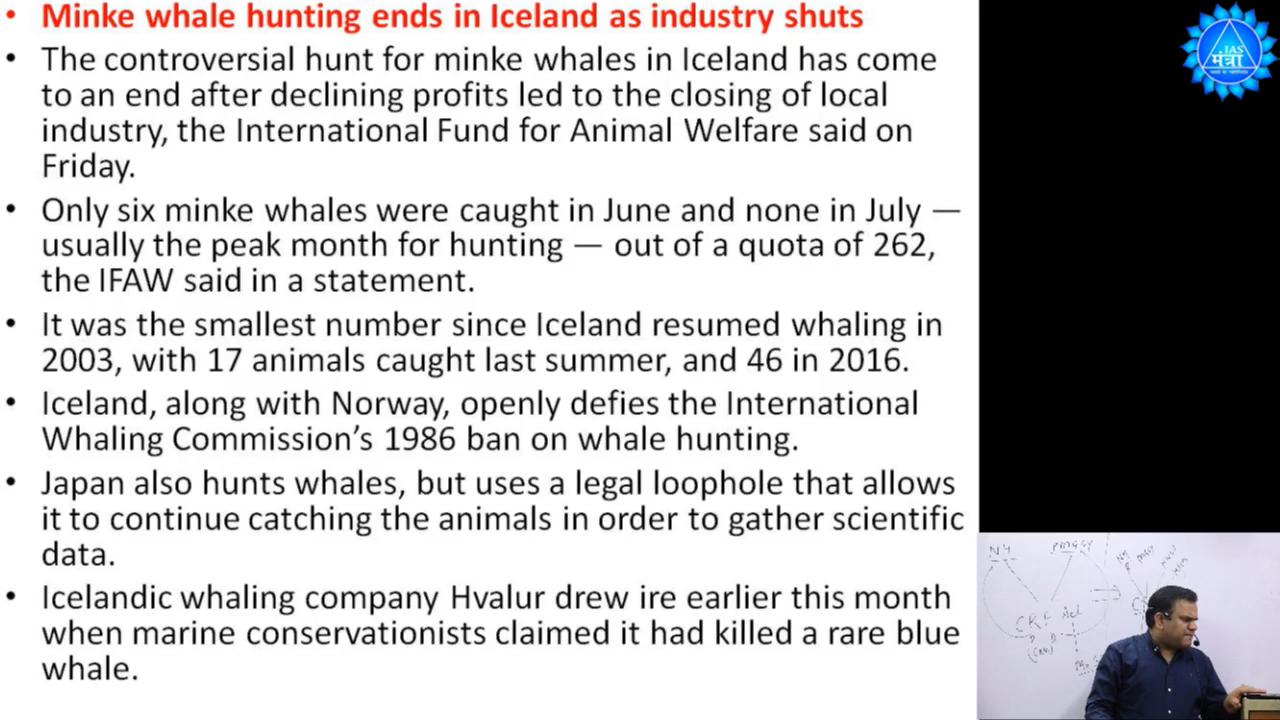 • Minke whale hunting ends in Iceland as industry shuts
• The controversial hunt for minke whales in Iceland has come
to an end after declining profits led to the closing of local
industry, the International Fund for Animal Welfare said on
Friday.
• Only six minke whales were caught in June and none in July —
usually the peak month for hunting — out of a quota of 262,
the IFAW said in a statement.
• It was the smallest number since Iceland resumed whaling in
2003, with 17 animals caught last summer, and 46 in 2016.
• Iceland, along with Norway, openly defies the International
Whaling Commission’s 1986 ban on whale hunting.
• Japan also hunts whales, but uses a legal loophole that allows
it to continue catching the animals in order to gather scientific
data.
• Icelandic whaling company Hvalur drew ire earlier this month
when marine conservationists claimed it had killed a rare blue
whale.
IAS
मंत्रा
NH PMGSY
CRF Act